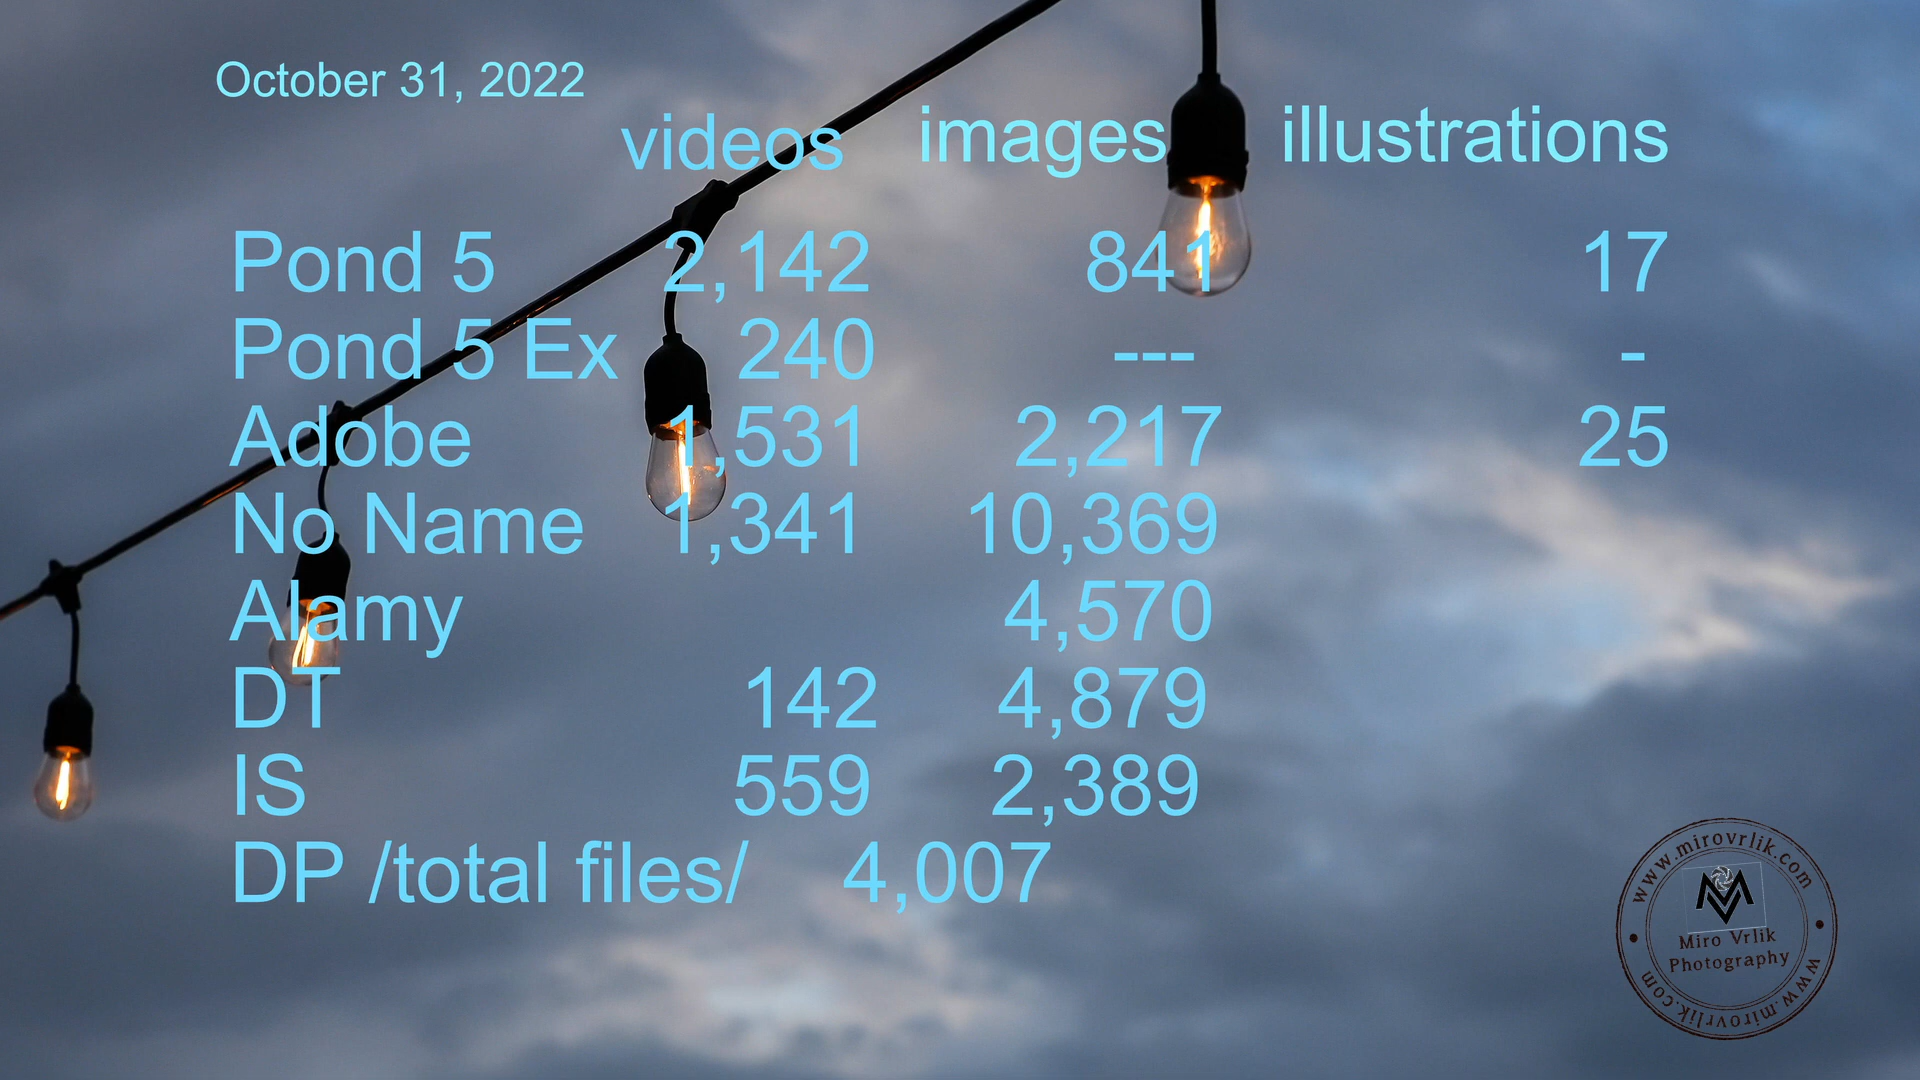 October 31, 2022
videos images illustrations
Pond 5 2,142 841 17
Pond 5 Ex 240 --- -
Adobe 1,531 2,217 25
No Name 1,341 10,369
Alamy 4,570
DT 142 4,879
IS 559 2,389
DP /total files/ 4,007
www.mirovrlik.com
MV
Miro Vrlik
Photography
www.mirovrlik.com